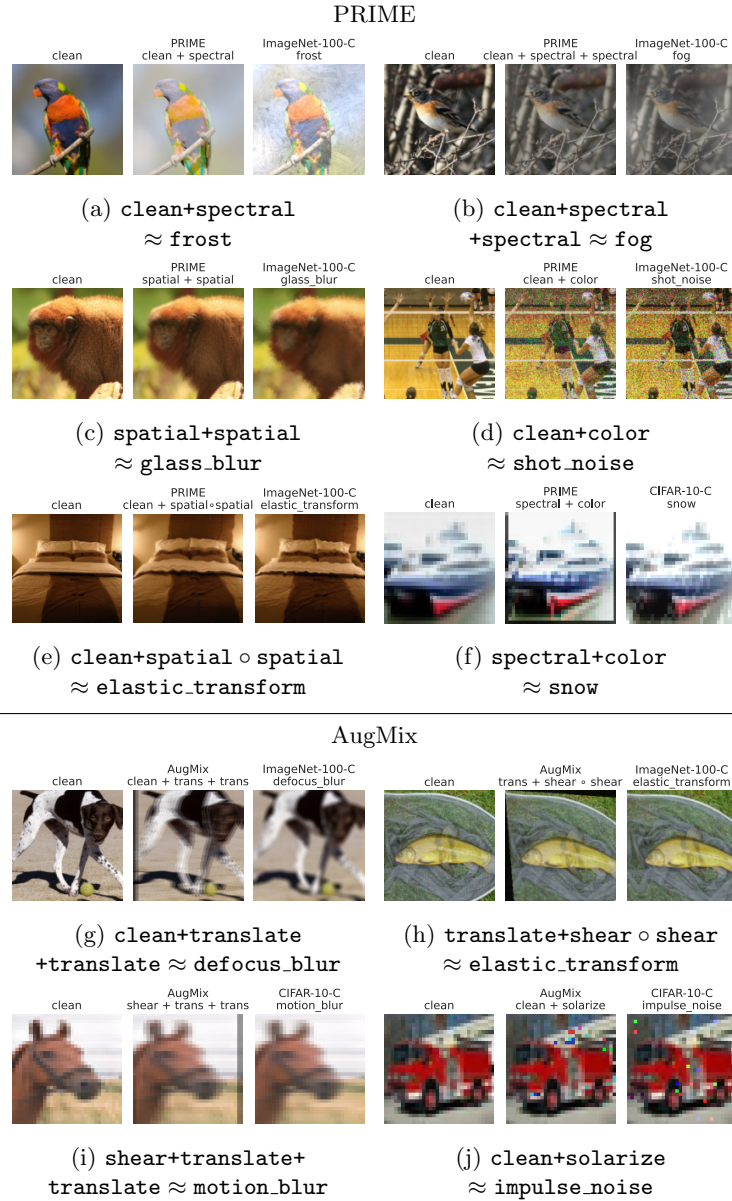 PRIME
clean
PRIME
clean + spectral
ImageNet-100-C
frost
clean
PRIME
clean + spectral + spectral
ImageNet-100-C
fog
(a) clean+spectral
≈ frost
(b) clean+spectral
+spectral ≈ fog
clean
PRIME
spatial + spatial
ImageNet-100-C
glass_blur
clean
PRIME
clean + color
ImageNet-100-C
shot_noise
(c) spatial+spatial
≈ glass_blur
(d) clean+color
≈ shot_noise
clean
PRIME
clean + spatial∘spatial
ImageNet-100-C
elastic_transform
clean
PRIME
spectral + color
CIFAR-10-C
snow
(e) clean+spatial ∘ spatial
≈ elastic_transform
(f) spectral+color
≈ snow
AugMix
clean
AugMix
clean + trans + trans
ImageNet-100-C
defocus_blur
clean
AugMix
trans + shear ∘ shear
ImageNet-100-C
elastic_transform
(g) clean+translate
+translate ≈ defocus_blur
(h) translate+shear ∘ shear
≈ elastic_transform
clean
AugMix
shear + trans + trans
CIFAR-10-C
motion_blur
clean
AugMix
clean + solarize
CIFAR-10-C
impulse_noise
(i) shear+translate+
translate ≈ motion_blur
(j) clean+solarize
≈ impulse_noise